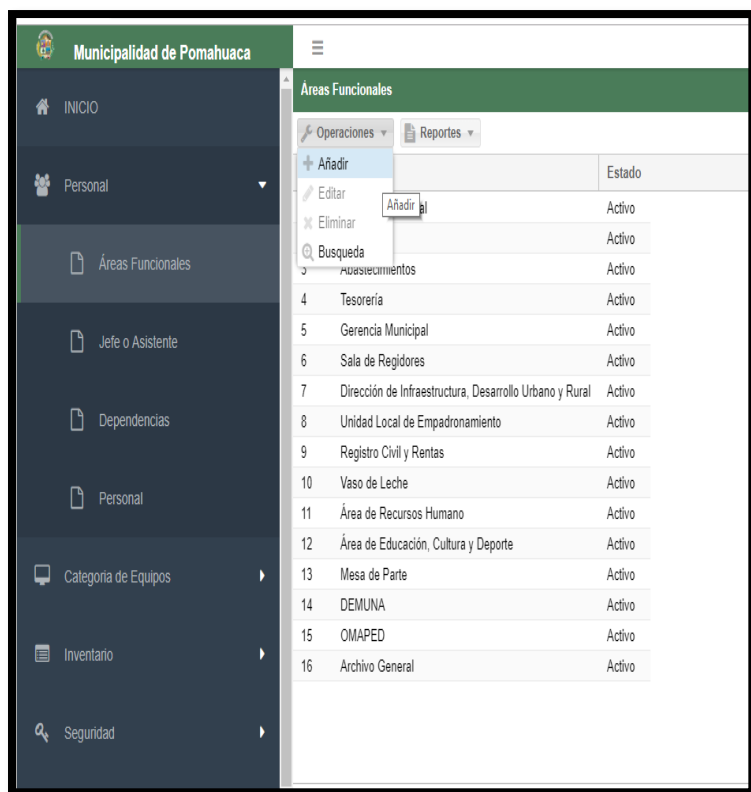 Municipalidad de Pomahuaca
INICIO
Personal
Áreas Funcionales
Jefe o Asistente
Dependencias
Personal
Categoria de Equipos
Inventario
Seguridad
Áreas Funcionales
Operaciones
Reportes
Añadir
Editar
Eliminar
Busqueda
Añadir
Estado
Activo
Activo
3 Abastecimientos Activo
4 Tesorería Activo
5 Gerencia Municipal Activo
6 Sala de Regidores Activo
7 Dirección de Infraestructura, Desarrollo Urbano y Rural Activo
8 Unidad Local de Empadronamiento Activo
9 Registro Civil y Rentas Activo
10 Vaso de Leche Activo
11 Área de Recursos Humano Activo
12 Área de Educación, Cultura y Deporte Activo
13 Mesa de Parte Activo
14 DEMUNA Activo
15 OMAPED Activo
16 Archivo General Activo